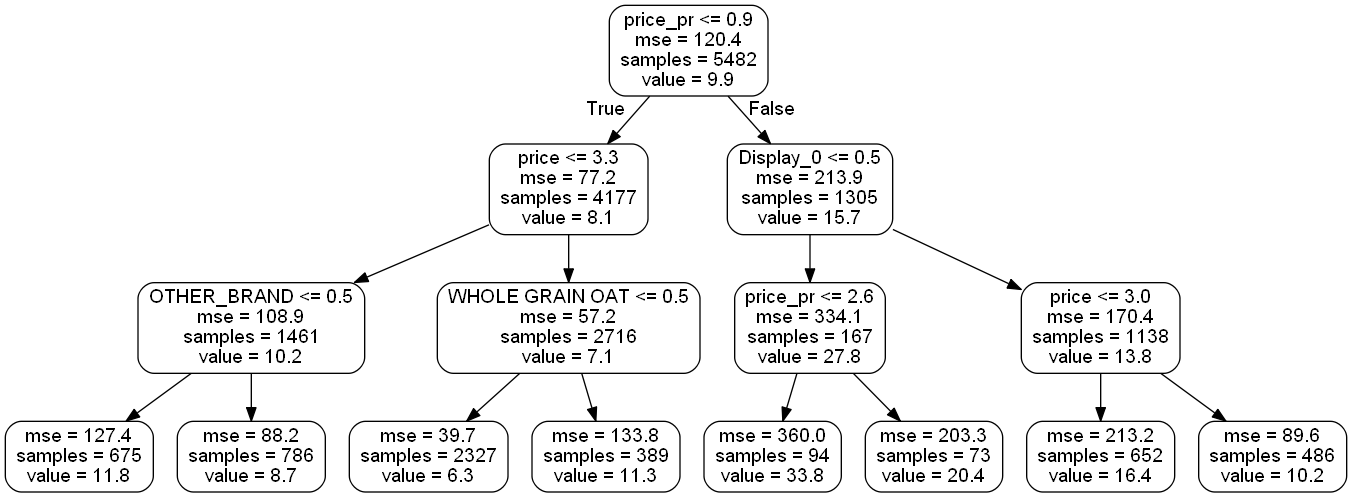 price_pr <= 0.9
mse = 120.4
samples = 5482
value = 9.9
True
False
price <= 3.3
mse = 77.2
samples = 4177
value = 8.1
Display_0 <= 0.5
mse = 213.9
samples = 1305
value = 15.7
OTHER_BRAND <= 0.5
mse = 108.9
samples = 1461
value = 10.2
WHOLE GRAIN OAT <= 0.5
mse = 57.2
samples = 2716
value = 7.1
price_pr <= 2.6
mse = 334.1
samples = 167
value = 27.8
price <= 3.0
mse = 170.4
samples = 1138
value = 13.8
mse = 127.4
samples = 675
value = 11.8
mse = 88.2
samples = 786
value = 8.7
mse = 39.7
samples = 2327
value = 6.3
mse = 133.8
samples = 389
value = 11.3
mse = 360.0
samples = 94
value = 33.8
mse = 203.3
samples = 73
value = 20.4
mse = 213.2
samples = 652
value = 16.4
mse = 89.6
samples = 486
value = 10.2